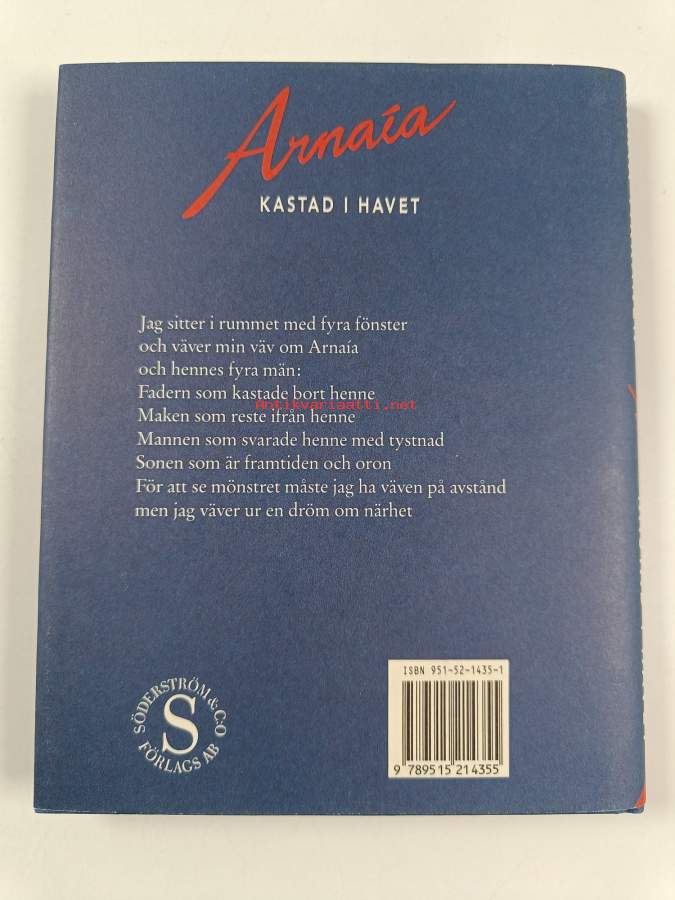 Arnaía
KASTAD I HAVET
Jag sitter i rummet med fyra fönster
och väver min väv om Arnaía
och hennes fyra män:
Fadern som kastade bort henne
Antikvariaatti.net
Maken som reste ifrån henne
Mannen som svarade henne med tystnad
Sonen som är framtiden och oron
För att se mönstret måste jag ha väven på avstånd
men jag väver ur en dröm om närhet
ISBN 951-52-1435-1
9 789515 214355
SÖDERSTRÖM & C:O
S
FÖRLAGS AB